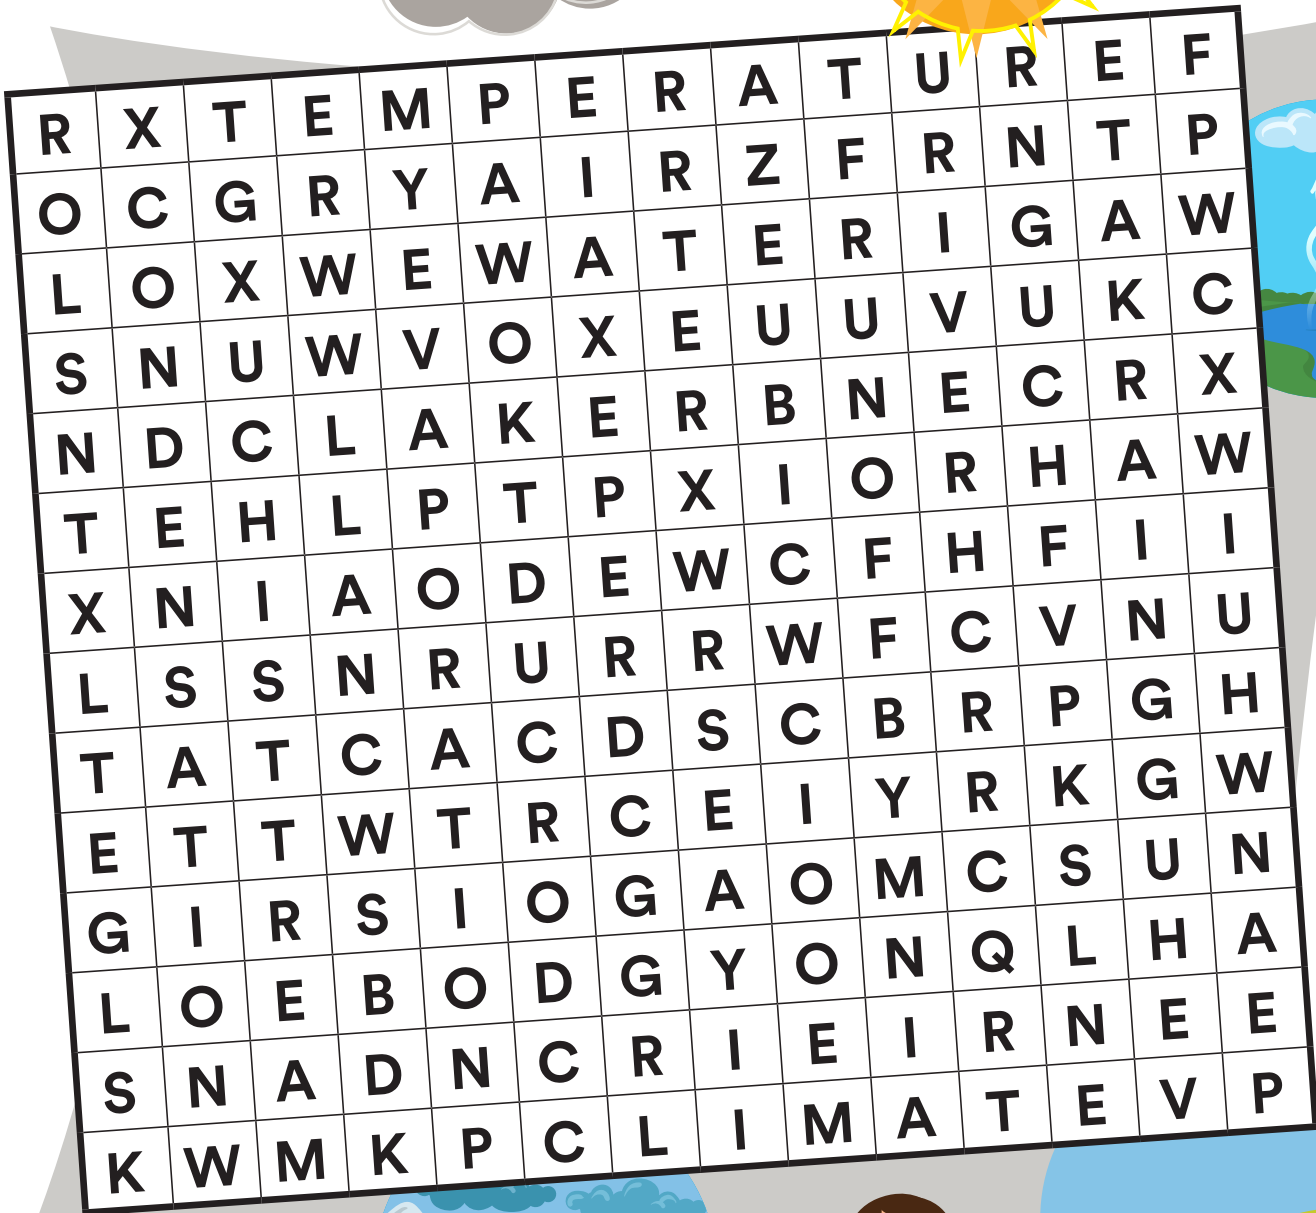 R X T E M P E R A T U R E F
O C G R Y A I R Z F R N T P
L O X W E W A T E R I G A W
S N U W V O X E U U V U K C
N D C L A K E R B N E C R X
T E H L P T P X I O R H A W
X N I A O D E W C F H F I I
L S S N R U R R W F C V N U
T A T C A C D S C B R P G H
E T T W T R C E I Y R K G W
G I R S I O G A O M C S U N
L O E B O D G Y O N Q L H A
S N A D N C R I E I R N E E
K W M K P C L I M A T E V P